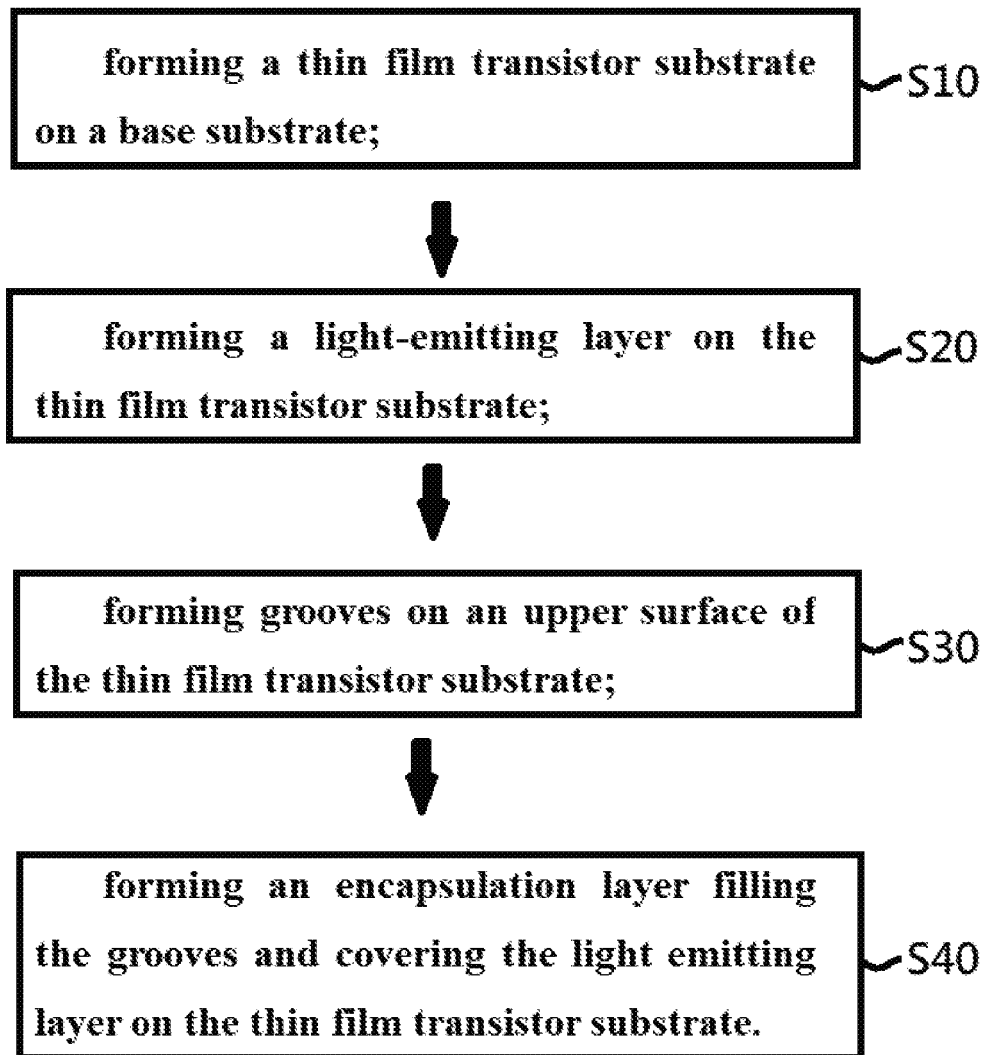 forming a thin film transistor substrate
on a base substrate;
S10
forming a light-emitting layer on the
thin film transistor substrate;
S20
forming grooves on an upper surface of
the thin film transistor substrate;
S30
forming an encapsulation layer filling
the grooves and covering the light emitting
layer on the thin film transistor substrate.
S40